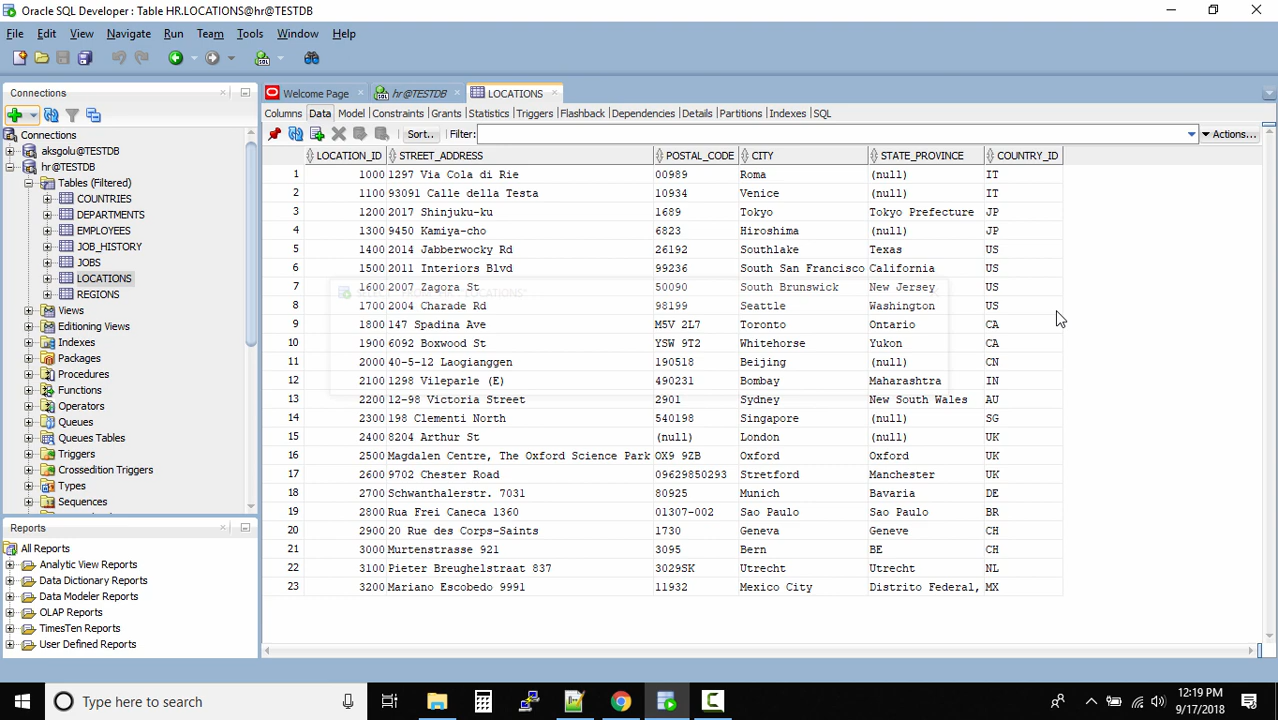 Oracle SQL Developer : Table HR.LOCATIONS@hr@TESTDB
File Edit View Navigate Run Team Tools Window Help
Connections
Connections
aksgolu@TESTDB
hr@TESTDB
Tables (Filtered)
COUNTRIES
DEPARTMENTS
EMPLOYEES
JOB_HISTORY
JOBS
LOCATIONS
REGIONS
Views
Editioning Views
Indexes
Packages
Procedures
Functions
Operators
Queues
Queues Tables
Triggers
Crossedition Triggers
Types
Sequences
Reports
All Reports
Analytic View Reports
Data Dictionary Reports
Data Modeler Reports
OLAP Reports
TimesTen Reports
User Defined Reports
Welcome Page hr@TESTDB LOCATIONS
Columns Data Model Constraints Grants Statistics Triggers Flashback Dependencies Details Partitions Indexes SQL
Sort.. Filter: Actions...
LOCATION_ID STREET_ADDRESS POSTAL_CODE CITY STATE_PROVINCE COUNTRY_ID
1 1000 1297 Via Cola di Rie 00989 Roma (null) IT
2 1100 93091 Calle della Testa 10934 Venice (null) IT
3 1200 2017 Shinjuku-ku 1689 Tokyo Tokyo Prefecture JP
4 1300 9450 Kamiya-cho 6823 Hiroshima (null) JP
5 1400 2014 Jabberwocky Rd 26192 Southlake Texas US
6 1500 2011 Interiors Blvd 99236 South San Francisco California US
7 1600 2007 Zagora St 50090 South Brunswick New Jersey US
8 1700 2004 Charade Rd 98199 Seattle Washington US
9 1800 147 Spadina Ave M5V 2L7 Toronto Ontario CA
10 1900 6092 Boxwood St YSW 9T2 Whitehorse Yukon CA
11 2000 40-5-12 Laogianggen 190518 Beijing (null) CN
12 2100 1298 Vileparle (E) 490231 Bombay Maharashtra IN
13 2200 12-98 Victoria Street 2901 Sydney New South Wales AU
14 2300 198 Clementi North 540198 Singapore (null) SG
15 2400 8204 Arthur St (null) London (null) UK
16 2500 Magdalen Centre, The Oxford Science Park OX9 9ZB Oxford Oxford UK
17 2600 9702 Chester Road 09629850293 Stretford Manchester UK
18 2700 Schwanthalerstr. 7031 80925 Munich Bavaria DE
19 2800 Rua Frei Caneca 1360 01307-002 Sao Paulo Sao Paulo BR
20 2900 20 Rue des Corps-Saints 1730 Geneva Geneve CH
21 3000 Murtenstrasse 921 3095 Bern BE CH
22 3100 Pieter Breughelstraat 837 3029SK Utrecht Utrecht NL
23 3200 Mariano Escobedo 9991 11932 Mexico City Distrito Federal, MX
Type here to search
12:19 PM
9/17/2018